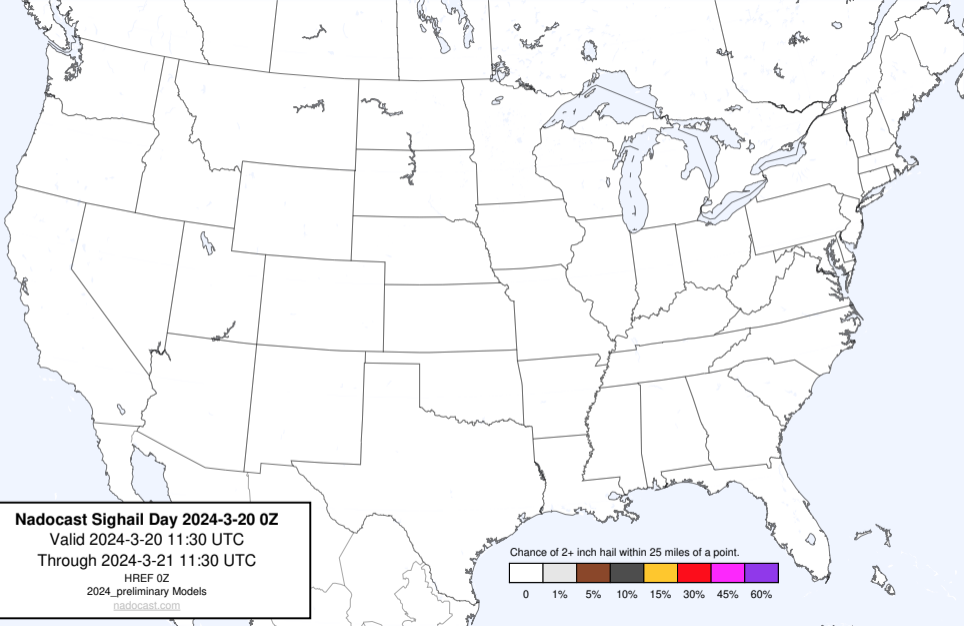 Nadocast Sighail Day 2024-3-20 0Z
Valid 2024-3-20 11:30 UTC
Through 2024-3-21 11:30 UTC
HREF 0Z
2024_preliminary Models
nadocast.com
Chance of 2+ inch hail within 25 miles of a point.
0 1% 5% 10% 15% 30% 45% 60%